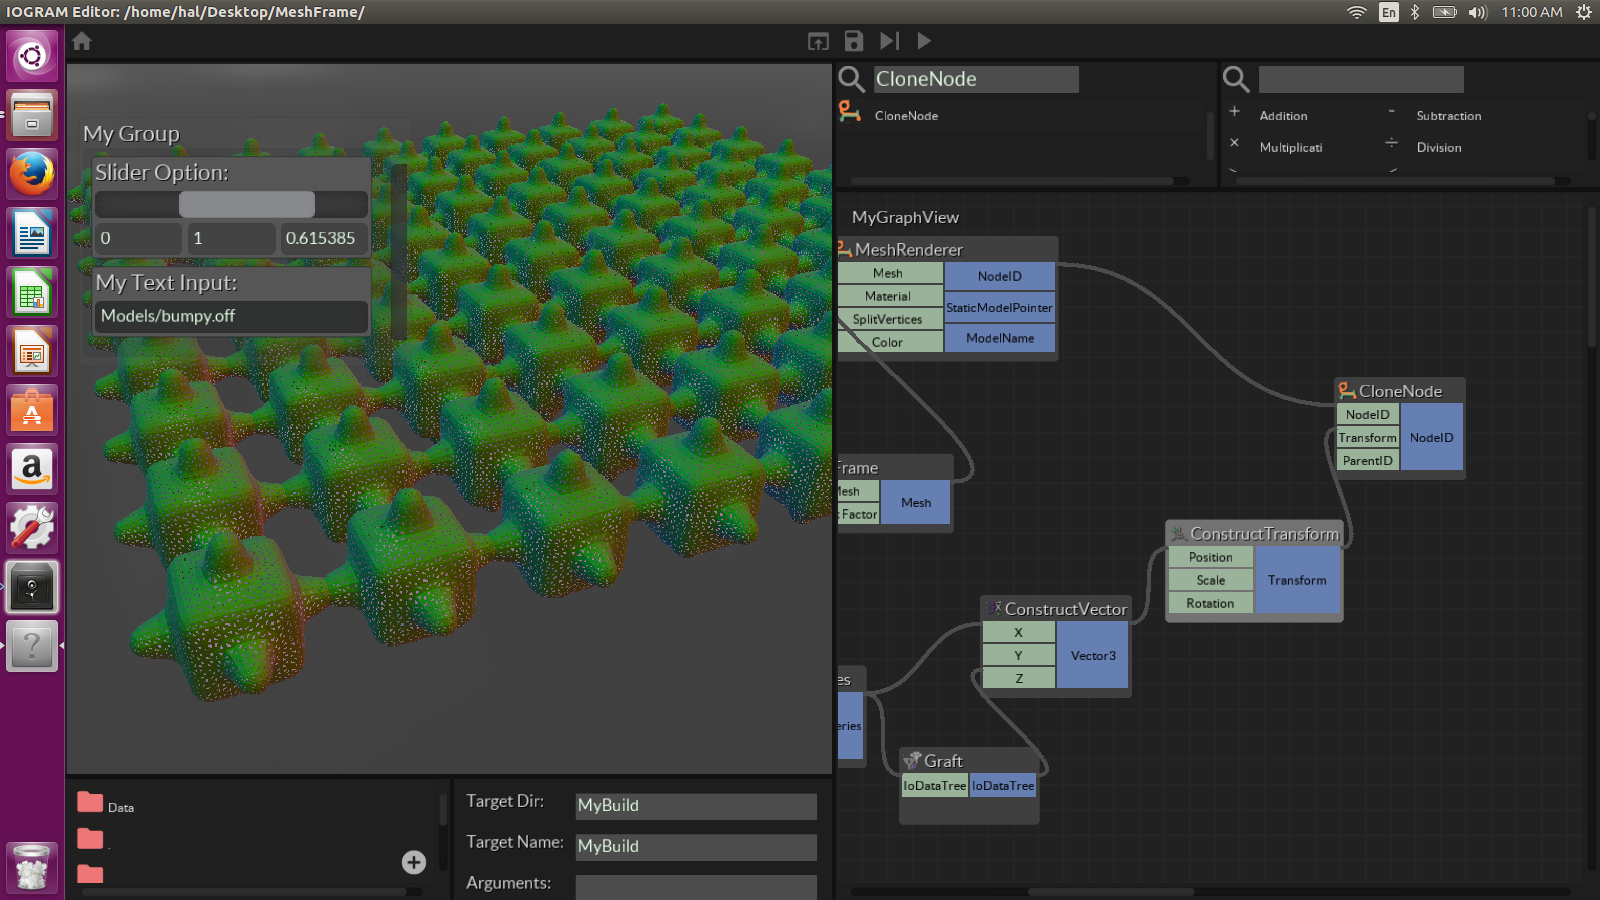 IOGRAM Editor: /home/hal/Desktop/MeshFrame/
En
11:00 AM
CloneNode
CloneNode
+ Addition
- Subtraction
× Multiplicati
÷ Division
My Group
Slider Option:
0 1 0.615385
My Text Input:
Models/bumpy.off
MyGraphView
MeshRenderer
Mesh
Material
SplitVertices
Color
NodeID
StaticModelPointer
ModelName
CloneNode
NodeID
Transform
ParentID
NodeID
Frame
Mesh
Factor
Mesh
ConstructTransform
Position
Scale
Rotation
Transform
ConstructVector
X
Y
Z
Vector3
es
eries
Graft
IoDataTree
IoDataTree
Data
.
Target Dir:
MyBuild
Target Name:
MyBuild
Arguments: